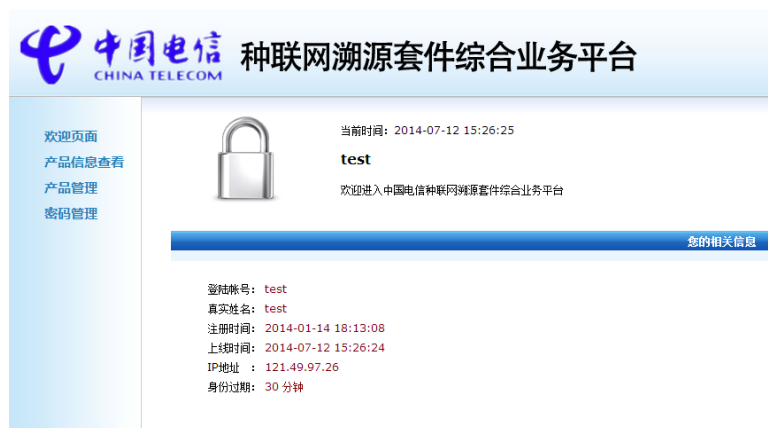 中国电信
CHINA TELECOM
种联网溯源套件综合业务平台
欢迎页面
产品信息查看
产品管理
密码管理
当前时间：2014-07-12 15:26:25
test
欢迎进入中国电信种联网溯源套件综合业务平台
您的相关信息
登陆帐号：test
真实姓名：test
注册时间：2014-01-14 18:13:08
上线时间：2014-07-12 15:26:24
IP地址 ：121.49.97.26
身份过期：30 分钟